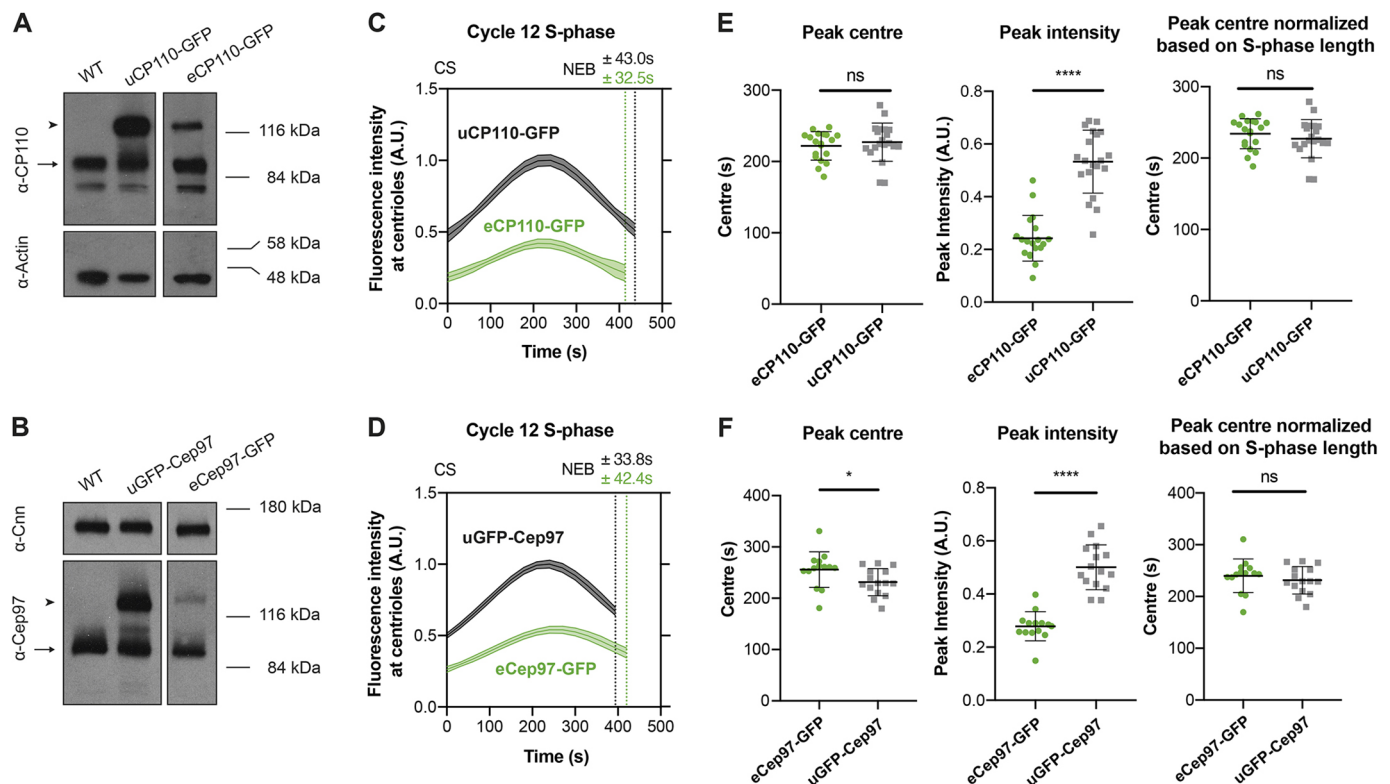 A
WT
uCP110-GFP
eCP110-GFP
α-CP110
116 kDa
84 kDa
α-Actin
58 kDa
48 kDa
C
Cycle 12 S-phase
CS
NEB
± 43.0s
± 32.5s
Fluorescence intensity
at centrioles (A.U.)
1.5
1.0
0.5
0.0
uCP110-GFP
eCP110-GFP
0 100 200 300 400 500
Time (s)
E
Peak centre
ns
Centre (s)
300
200
100
0
eCP110-GFP
uCP110-GFP
Peak intensity
****
Peak Intensity (A.U.)
0.8
0.6
0.4
0.2
0.0
eCP110-GFP
uCP110-GFP
Peak centre normalized
based on S-phase length
ns
Centre (s)
300
200
100
0
eCP110-GFP
uCP110-GFP
B
WT
uGFP-Cep97
eCep97-GFP
α-Cnn
180 kDa
α-Cep97
116 kDa
84 kDa
D
Cycle 12 S-phase
CS
NEB
± 33.8s
± 42.4s
Fluorescence intensity
at centrioles (A.U.)
1.5
1.0
0.5
0.0
uGFP-Cep97
eCep97-GFP
0 100 200 300 400 500
Time (s)
F
Peak centre
*
Centre (s)
400
300
200
100
0
eCep97-GFP
uGFP-Cep97
Peak intensity
****
Peak Intensity (A.U.)
0.8
0.6
0.4
0.2
0.0
eCep97-GFP
uGFP-Cep97
Peak centre normalized
based on S-phase length
ns
Centre (s)
400
300
200
100
0
eCep97-GFP
uGFP-Cep97